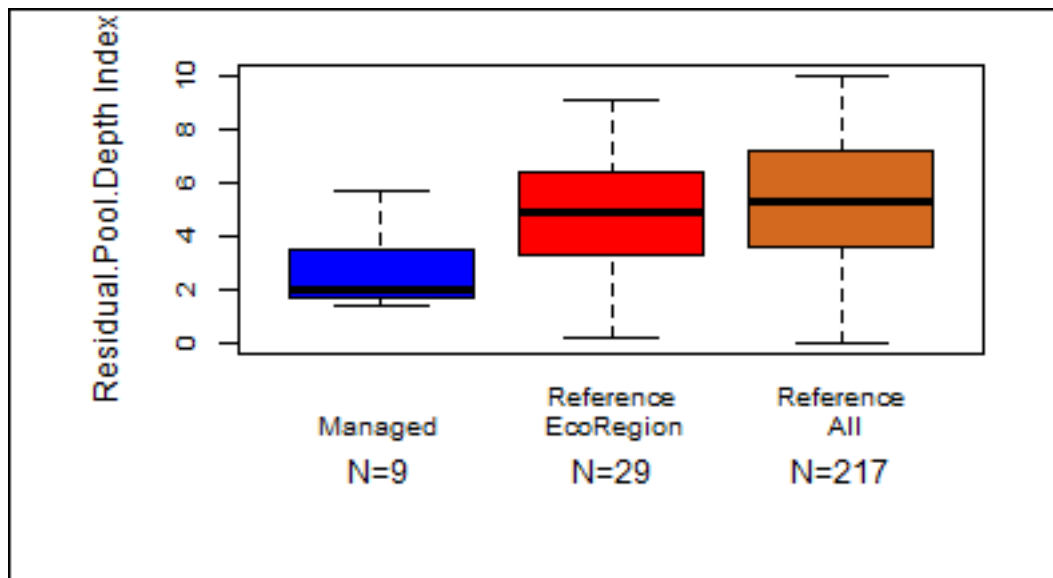 Residual.Pool.Depth Index
10
8
6
4
2
0
Managed
Reference
EcoRegion
Reference
All
N=9
N=29
N=217